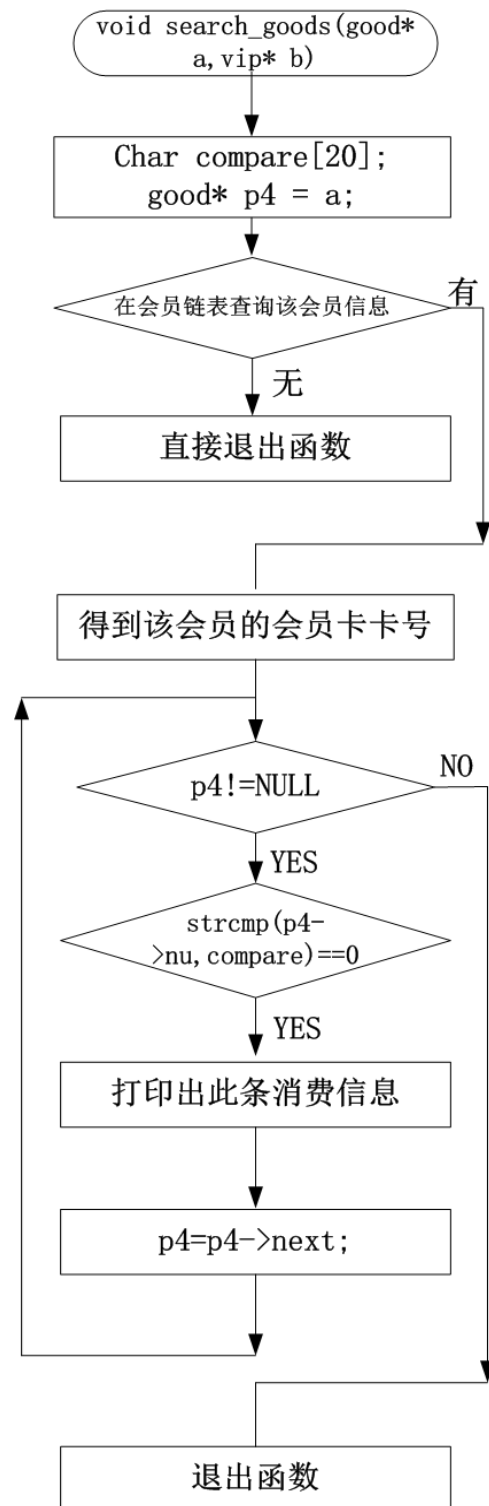 void search_goods(good*
a,vip* b)
Char compare[20];
good* p4 = a;
在会员链表查询该会员信息
有
无
直接退出函数
得到该会员的会员卡卡号
p4!=NULL
NO
YES
strcmp(p4-
>nu,compare)==0
YES
打印出此条消费信息
p4=p4->next;
退出函数